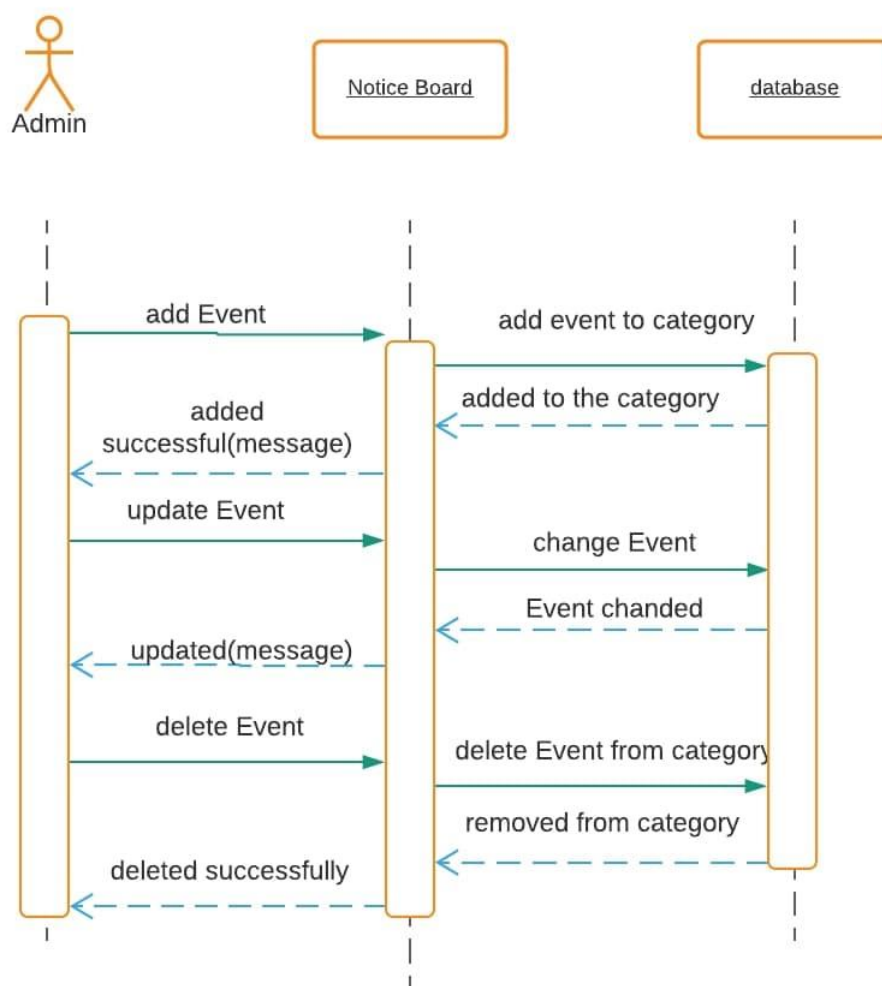 Admin
Notice Board
database
add Event
add event to category
added to the category
added
successful(message)
update Event
change Event
Event chanded
updated(message)
delete Event
delete Event from category
removed from category
deleted successfully